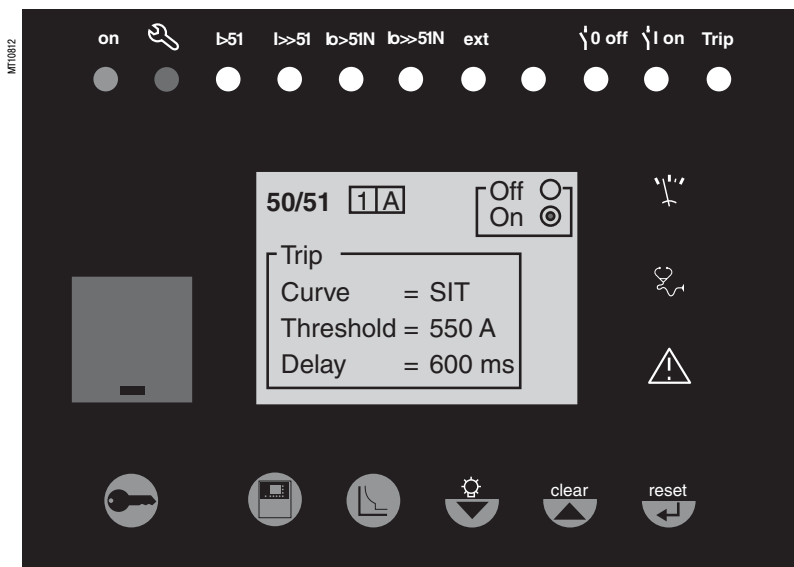 MT10812
on I>51 I>>51 Io>51N Io>>51N ext 0 off I on Trip
50/51 1 A Off
On
Trip
Curve = SIT
Threshold = 550 A
Delay = 600 ms
clear reset